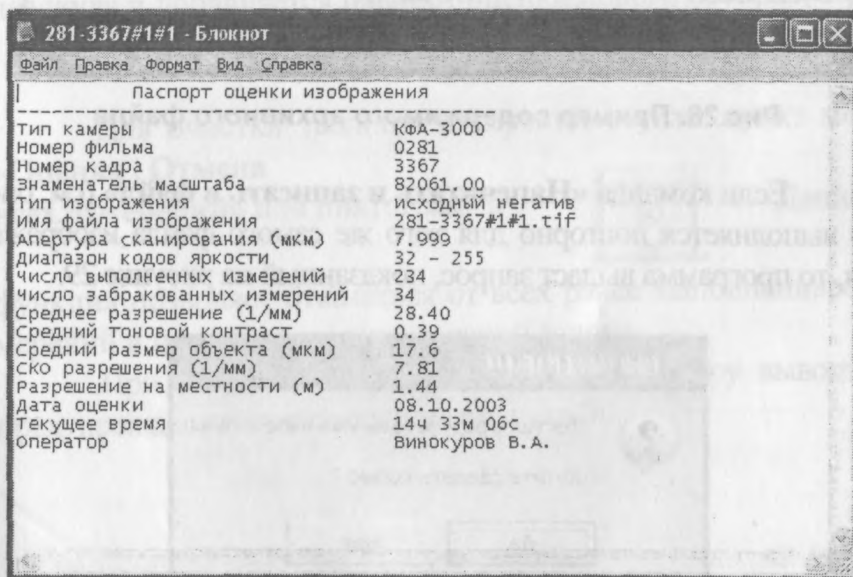 281-3367#1#1 - Блокнот
Файл Правка Формат Вид Справка
Паспорт оценки изображения
Тип камеры КФА-3000
Номер фильма 0281
Номер кадра 3367
Знаменатель масштаба 82061.00
Тип изображения исходный негатив
Имя файла изображения 281-3367#1#1.tif
Апертура сканирования (мкм) 7.999
Диапазон кодов яркости 32 - 255
Число выполненных измерений 234
Число забракованных измерений 34
Среднее разрешение (1/мм) 28.40
Средний тоновой контраст 0.39
Средний размер объекта (мкм) 17.6
СКО разрешения (1/мм) 7.81
Разрешение на местности (м) 1.44
Дата оценки 08.10.2003
Текущее время 14ч 33м 06с
Оператор Винокуров В.А.